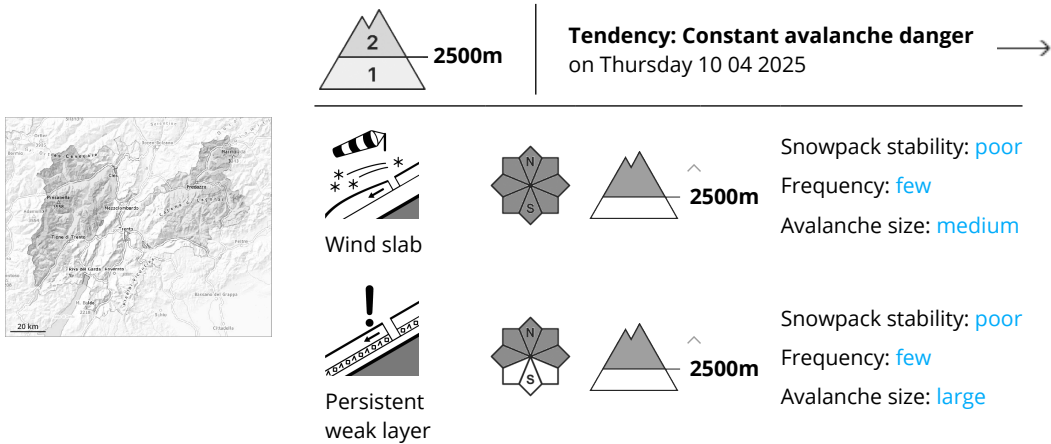 2
1
2500m
Tendency: Constant avalanche danger
on Thursday 10 04 2025
Trento
20 km
N
S
2500m
Wind slab
Snowpack stability: poor
Frequency: few
Avalanche size: medium
N
S
2500m
Persistent
weak layer
Snowpack stability: poor
Frequency: few
Avalanche size: large